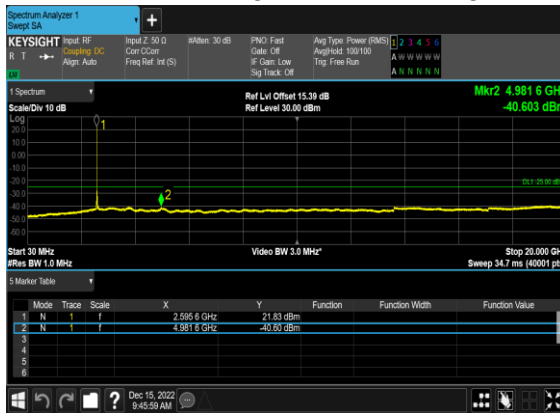 Spectrum Analyzer 1
Swept SA
KEYSIGHT Input: RF Input Z: 50 Ω #Atten: 30 dB PNO: Fast Avg Type: Power (RMS) 1 2 3 4 5 6
R T Coupling: DC Corr CCorr Gate: Off Avg|Hold: 100/100 A W W W W W
Align: Auto Freq Ref: Int (S) IF Gain: Low Trig: Free Run
Sig Track: Off A N N N N N
1 Spectrum Ref Lvl Offset 15.39 dB Mkr2 4.981 6 GH
Scale/Div 10 dB Ref Level 30.00 dBm -40.603 dB
Log
20.0
10.0
0.00
-10.0
-20.0
-30.0
-40.0
-50.0
-60.0
1
2
Start 30 MHz Video BW 3.0 MHz* Stop 20.000 GH
#Res BW 1.0 MHz Sweep 34.7 ms (40001 pt
5 Marker Table
Mode Trace Scale X Y Function Function Width Function Value
1 N 1 f 2.595 6 GHz 21.83 dBm
2 N 1 f 4.981 6 GHz -40.60 dBm
3
4
5
6
? Dec 15, 2022
9:45:59 AM